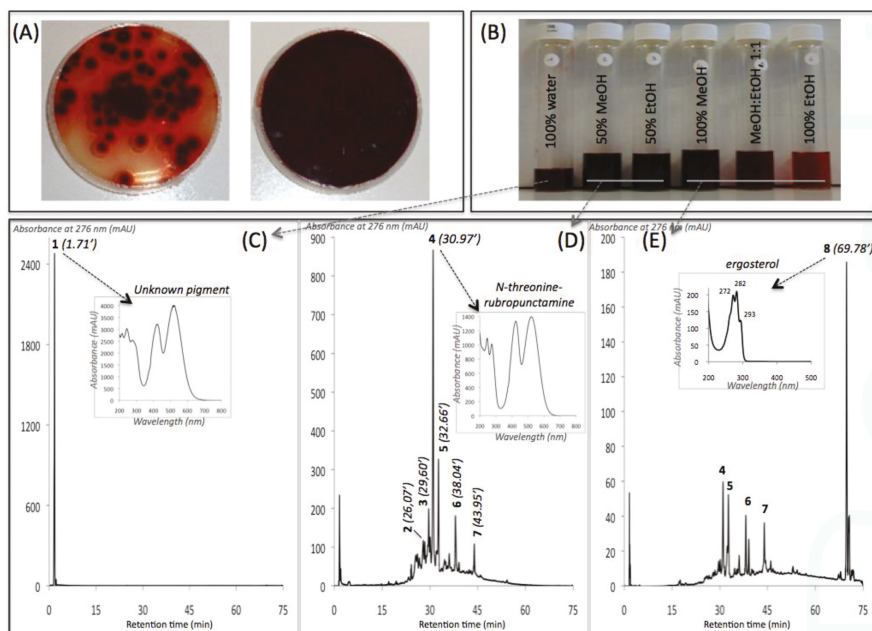 (A)
(B)
100% water
50% MeOH
50% EtOH
100% MeOH
MeOH:EtOH, 1:1
100% EtOH
(C)
Absorbance at 276 nm (mAU)
1 (1.71’)
2400
1800
1200
600
0
0 15 30 45 60 75
Retention time (min)
Unknown pigment
Absorbance (mAU)
5000
4000
3000
2000
1000
0
200 300 400 500 600 700 800
Wavelength (nm)
(D)
Absorbance at 276 nm (mAU)
4 (30.97’)
900
800
700
600
500
400
300
200
100
0
0 15 30 45 60 75
Retention time (min)
2 (26,07’)
3 (29,60’)
5 (32.66’)
6 (38.04’)
7 (43.95’)
N-threonine-
rubropunctamine
Absorbance (mAU)
1400
1200
1000
800
600
400
200
0
200 300 400 500 600 700 800
Wavelength (nm)
(E)
Absorbance at 276 nm (mAU)
8 (69.78’)
200
180
160
140
120
100
80
60
40
20
0
0 15 30 45 60 75
Retention time (min)
4
5
6
7
ergosterol
Absorbance (mAU)
250
200
150
100
50
0
272
282
293
200 300 400 500
Wavelength (nm)